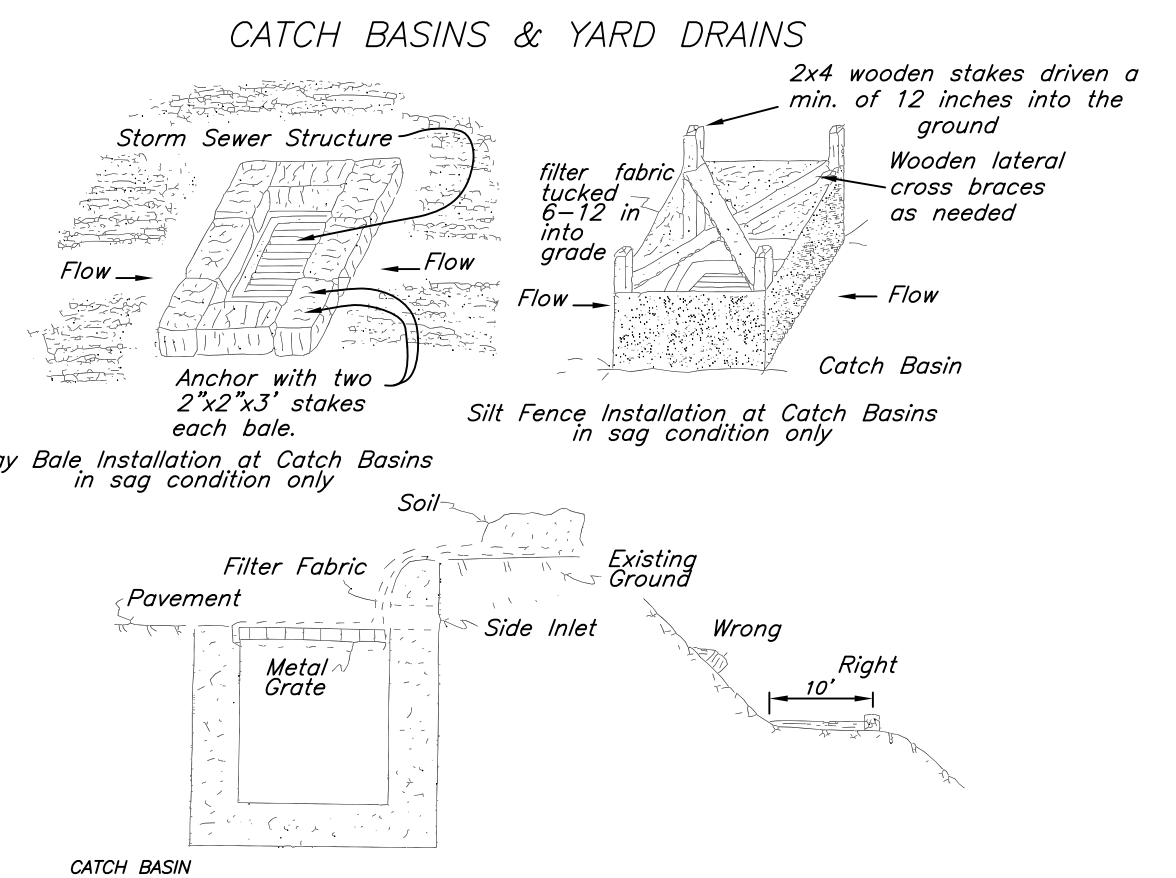 CATCH BASINS & YARD DRAINS
2x4 wooden stakes driven a
min. of 12 inches into the
ground
Storm Sewer Structure
filter fabric
tucked
6-12 in
into
grade
Wooden lateral
cross braces
as needed
Flow
Flow
Flow
Flow
Catch Basin
Anchor with two
2"x2"x3' stakes
each bale.
Silt Fence Installation at Catch Basins
in sag condition only
Bale Installation at Catch Basins
in sag condition only
Soil
Filter Fabric
Existing
Ground
Pavement
Side Inlet
Metal
Grate
Wrong
Right
10'
CATCH BASIN